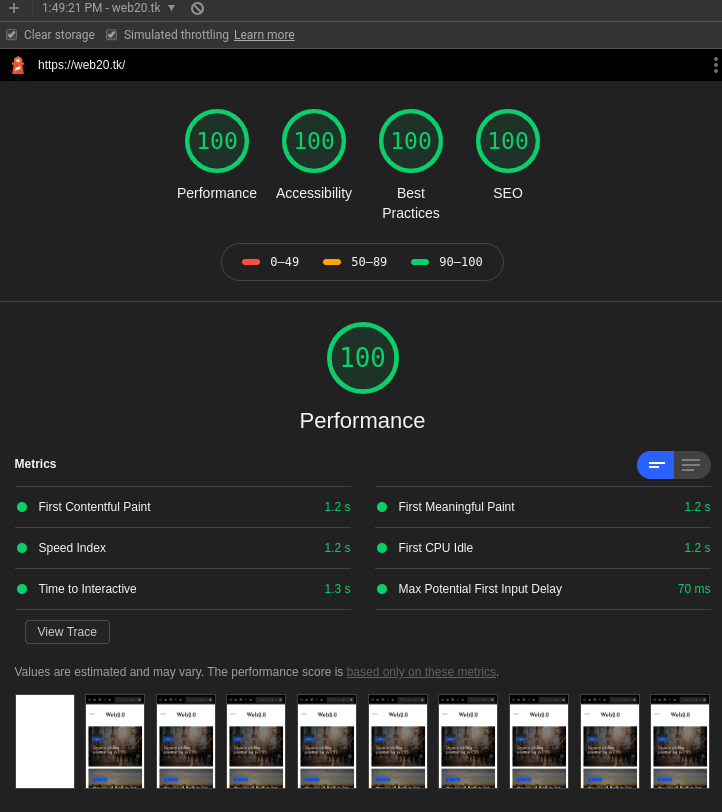 1:49:21 PM - web20.tk
Clear storage Simulated throttling Learn more
https://web20.tk/
100 100 100 100
Performance Accessibility Best Practices SEO
0–49 50–89 90–100
100
Performance
Metrics
First Contentful Paint 1.2 s First Meaningful Paint 1.2 s
Speed Index 1.2 s First CPU Idle 1.2 s
Time to Interactive 1.3 s Max Potential First Input Delay 70 ms
View Trace
Values are estimated and may vary. The performance score is based only on these metrics.
Web2.0 Web2.0 Web2.0 Web2.0 Web2.0 Web2.0 Web2.0 Web2.0 Web2.0